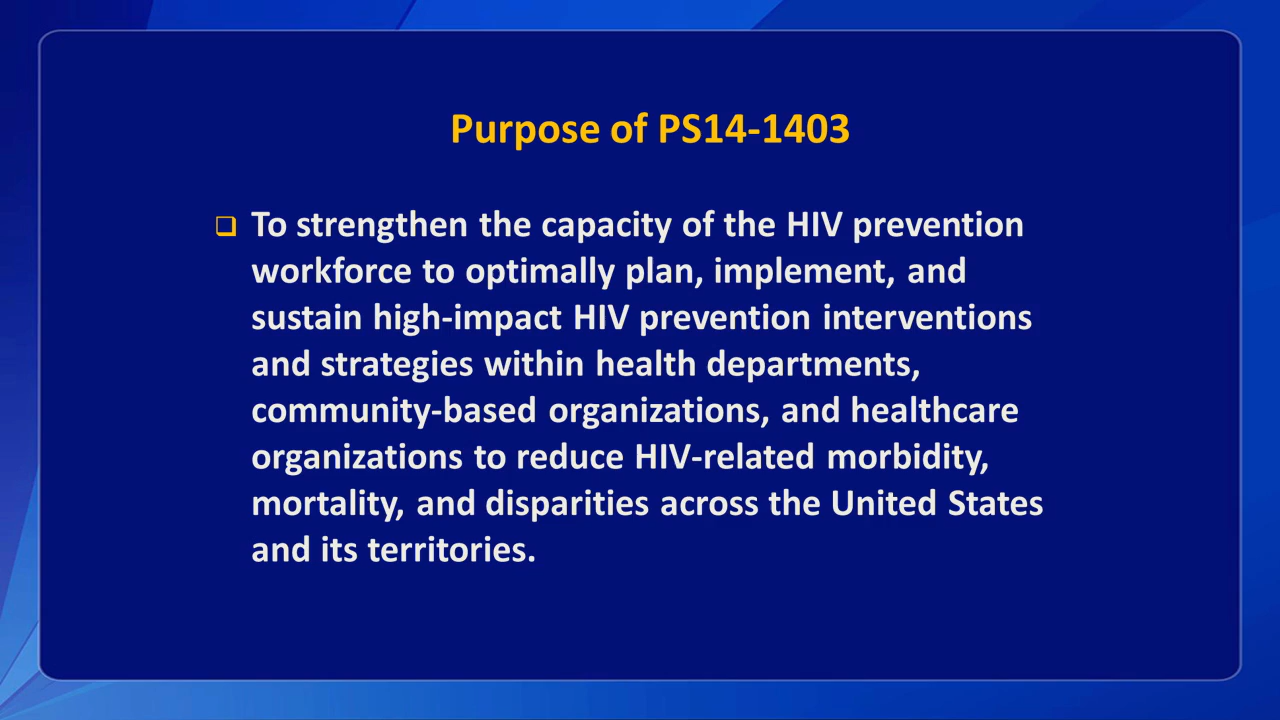 Purpose of PS14-1403
To strengthen the capacity of the HIV prevention
workforce to optimally plan, implement, and
sustain high-impact HIV prevention interventions
and strategies within health departments,
community-based organizations, and healthcare
organizations to reduce HIV-related morbidity,
mortality, and disparities across the United States
and its territories.